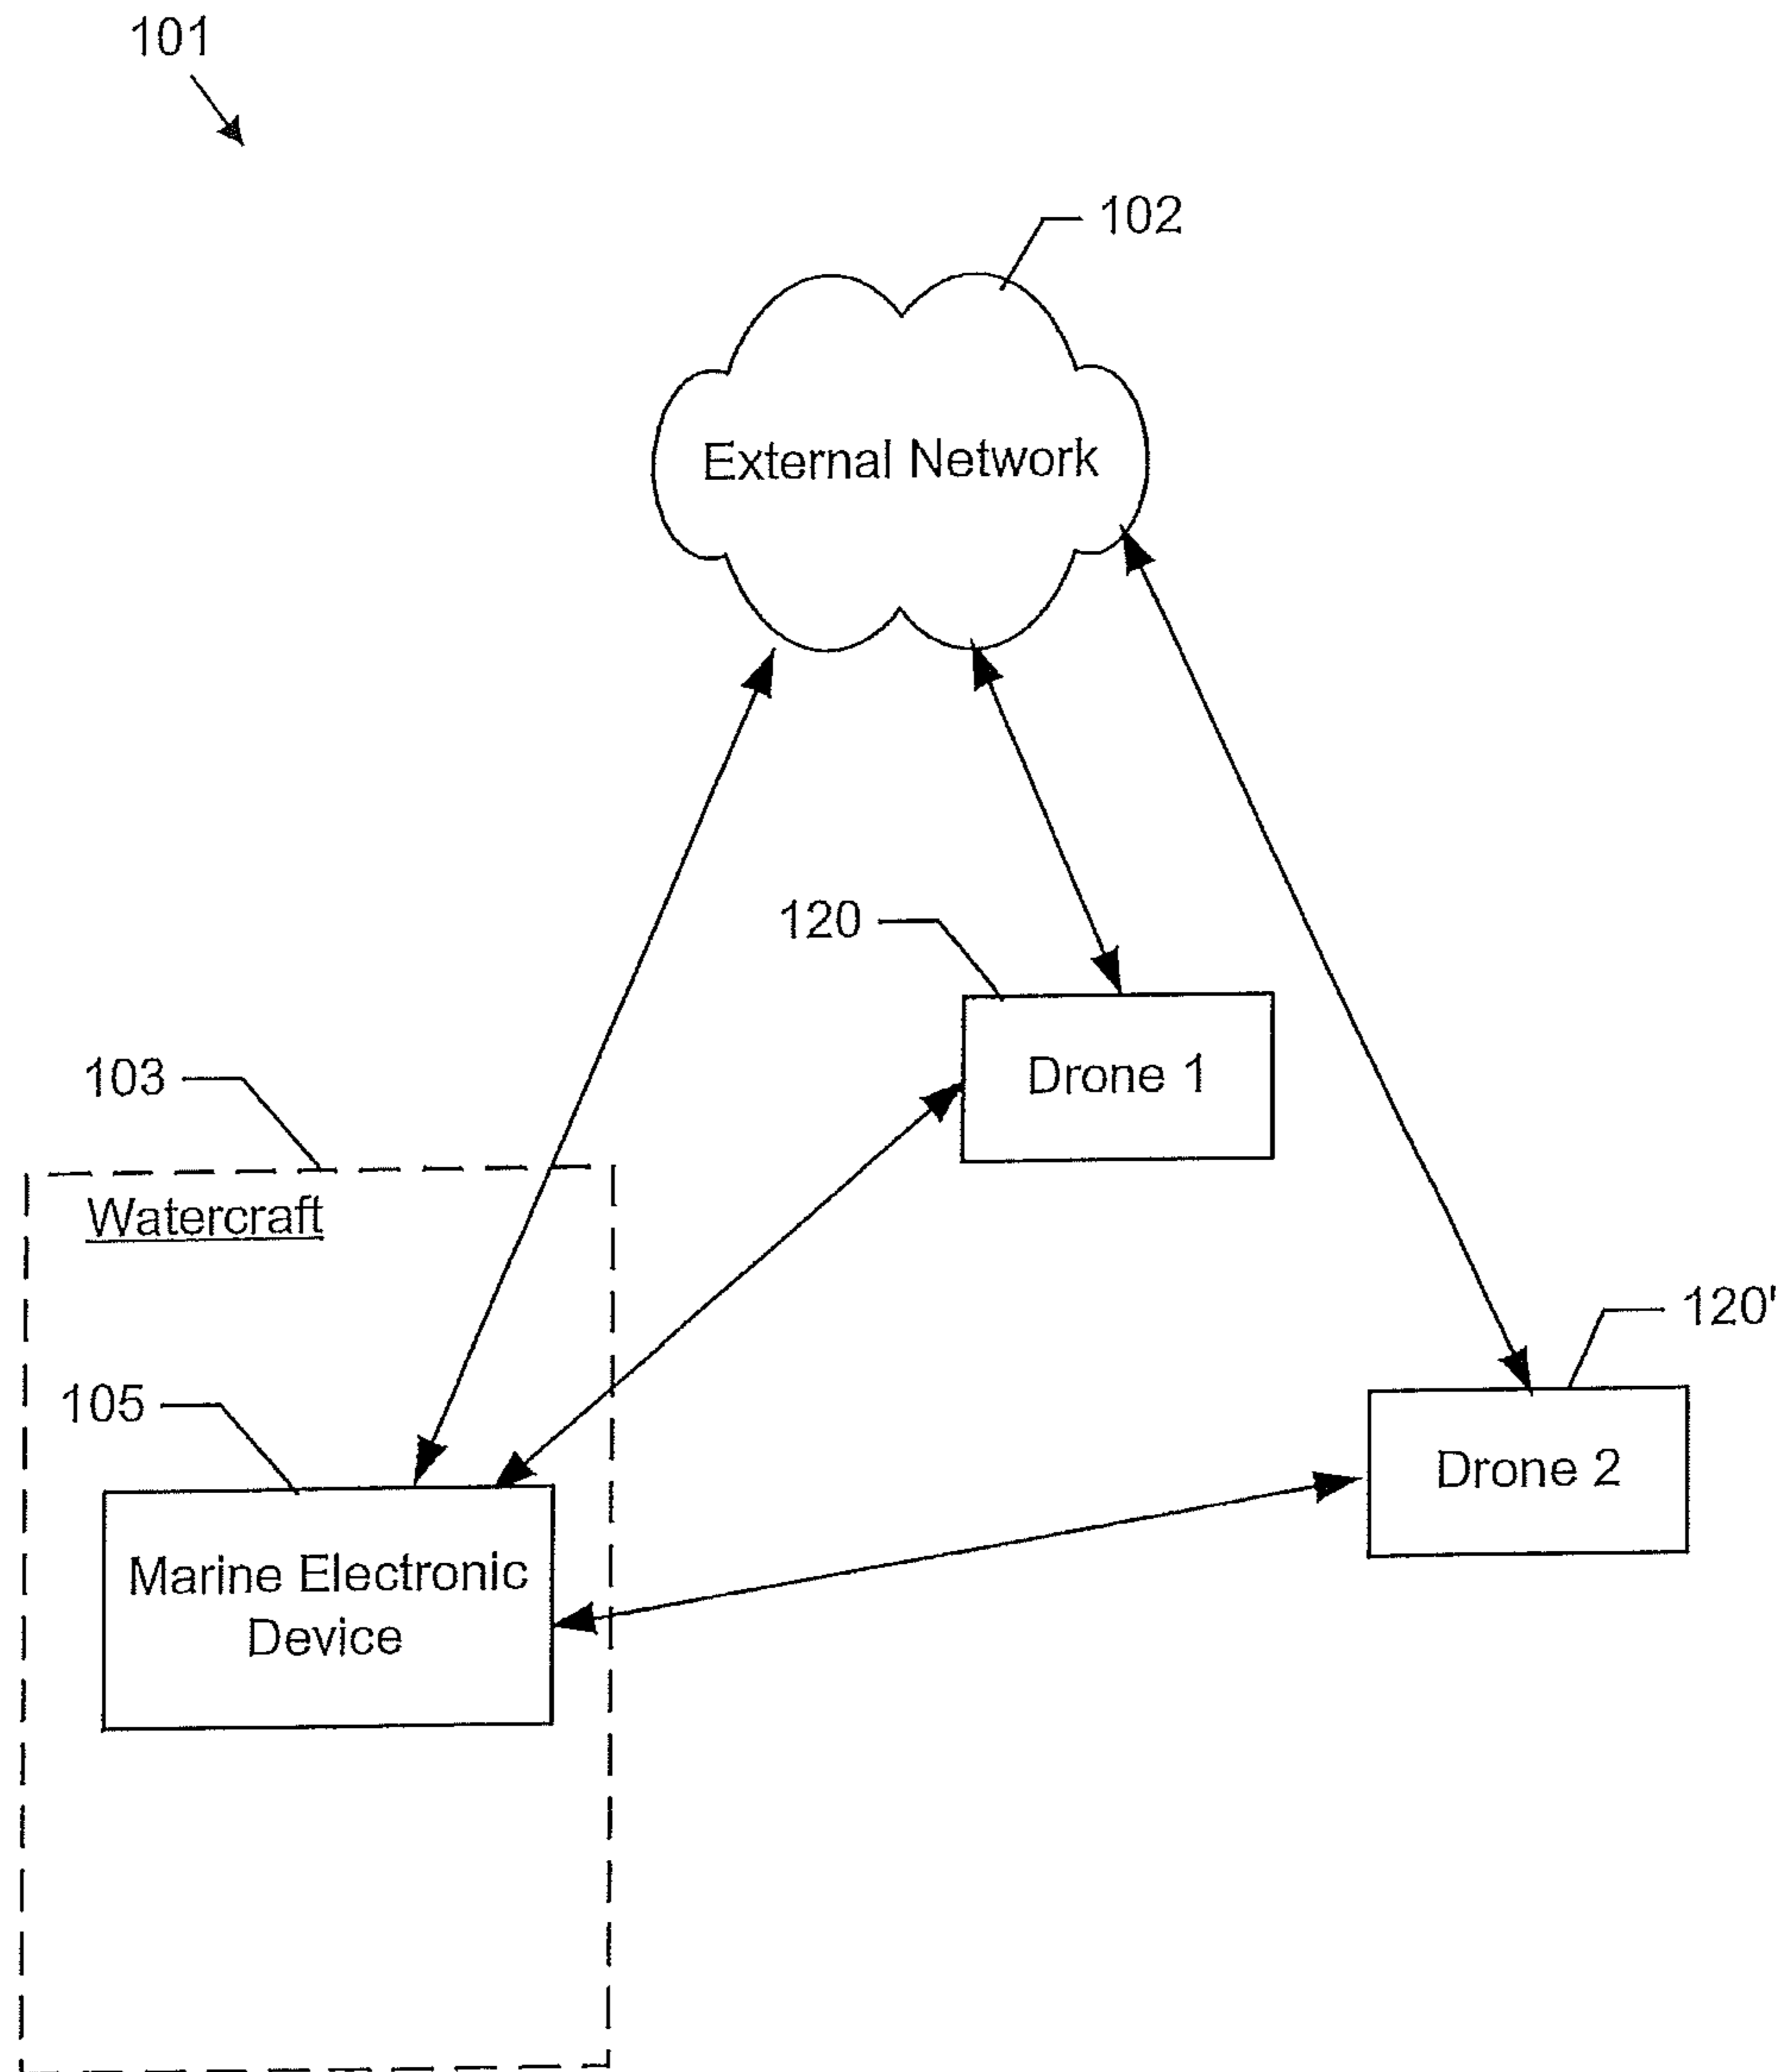 101
102
External Network
120
Drone 1
103
Watercraft
120'
105
Drone 2
Marine Electronic
Device